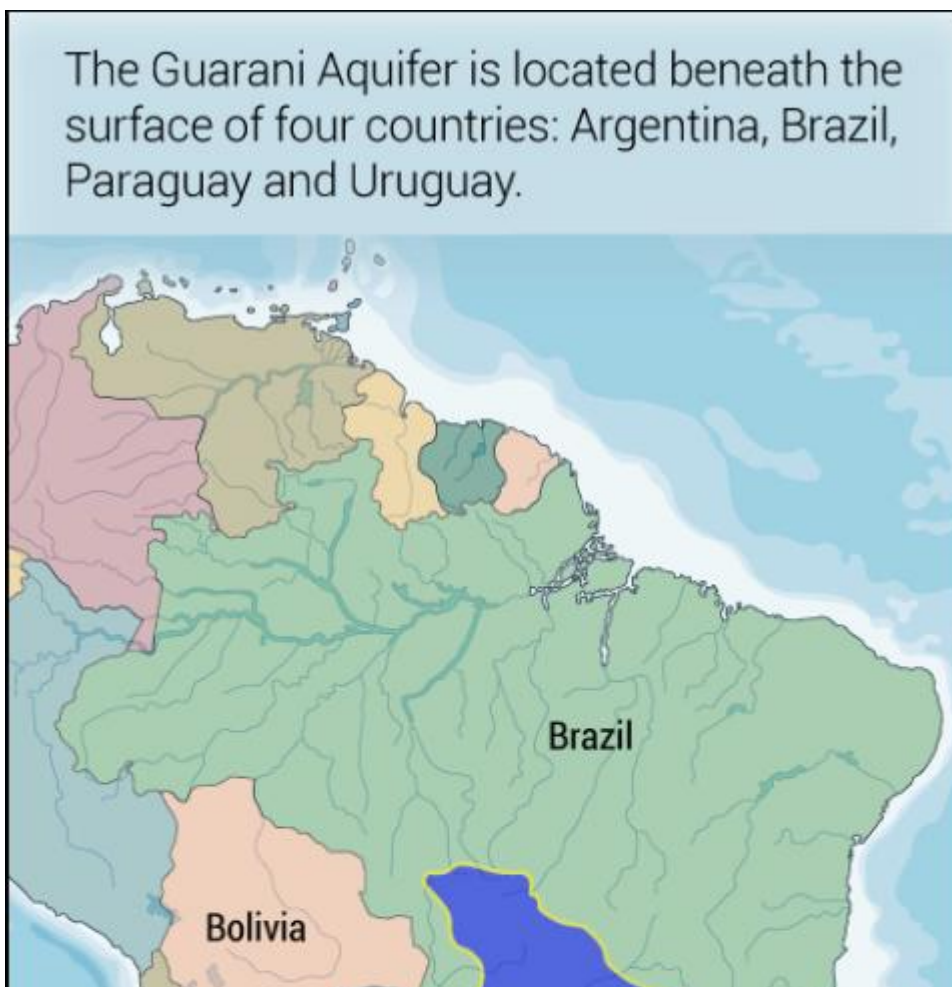 The Guarani Aquifer is located beneath the
surface of four countries: Argentina, Brazil,
Paraguay and Uruguay.
Brazil
Bolivia